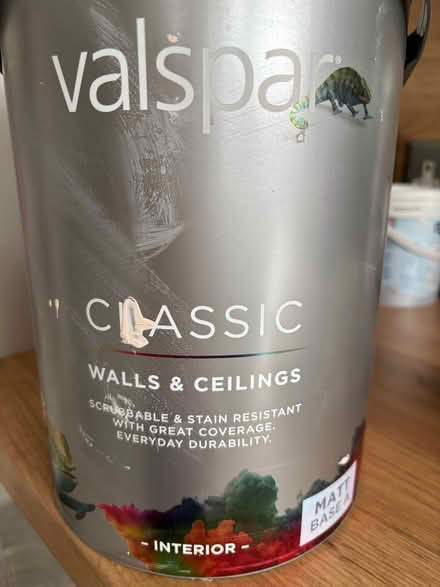 valspar
CLASSIC
WALLS & CEILINGS
SCRUBBABLE & STAIN RESISTANT
WITH GREAT COVERAGE.
EVERYDAY DURABILITY.
MATT
BASE A
– INTERIOR –